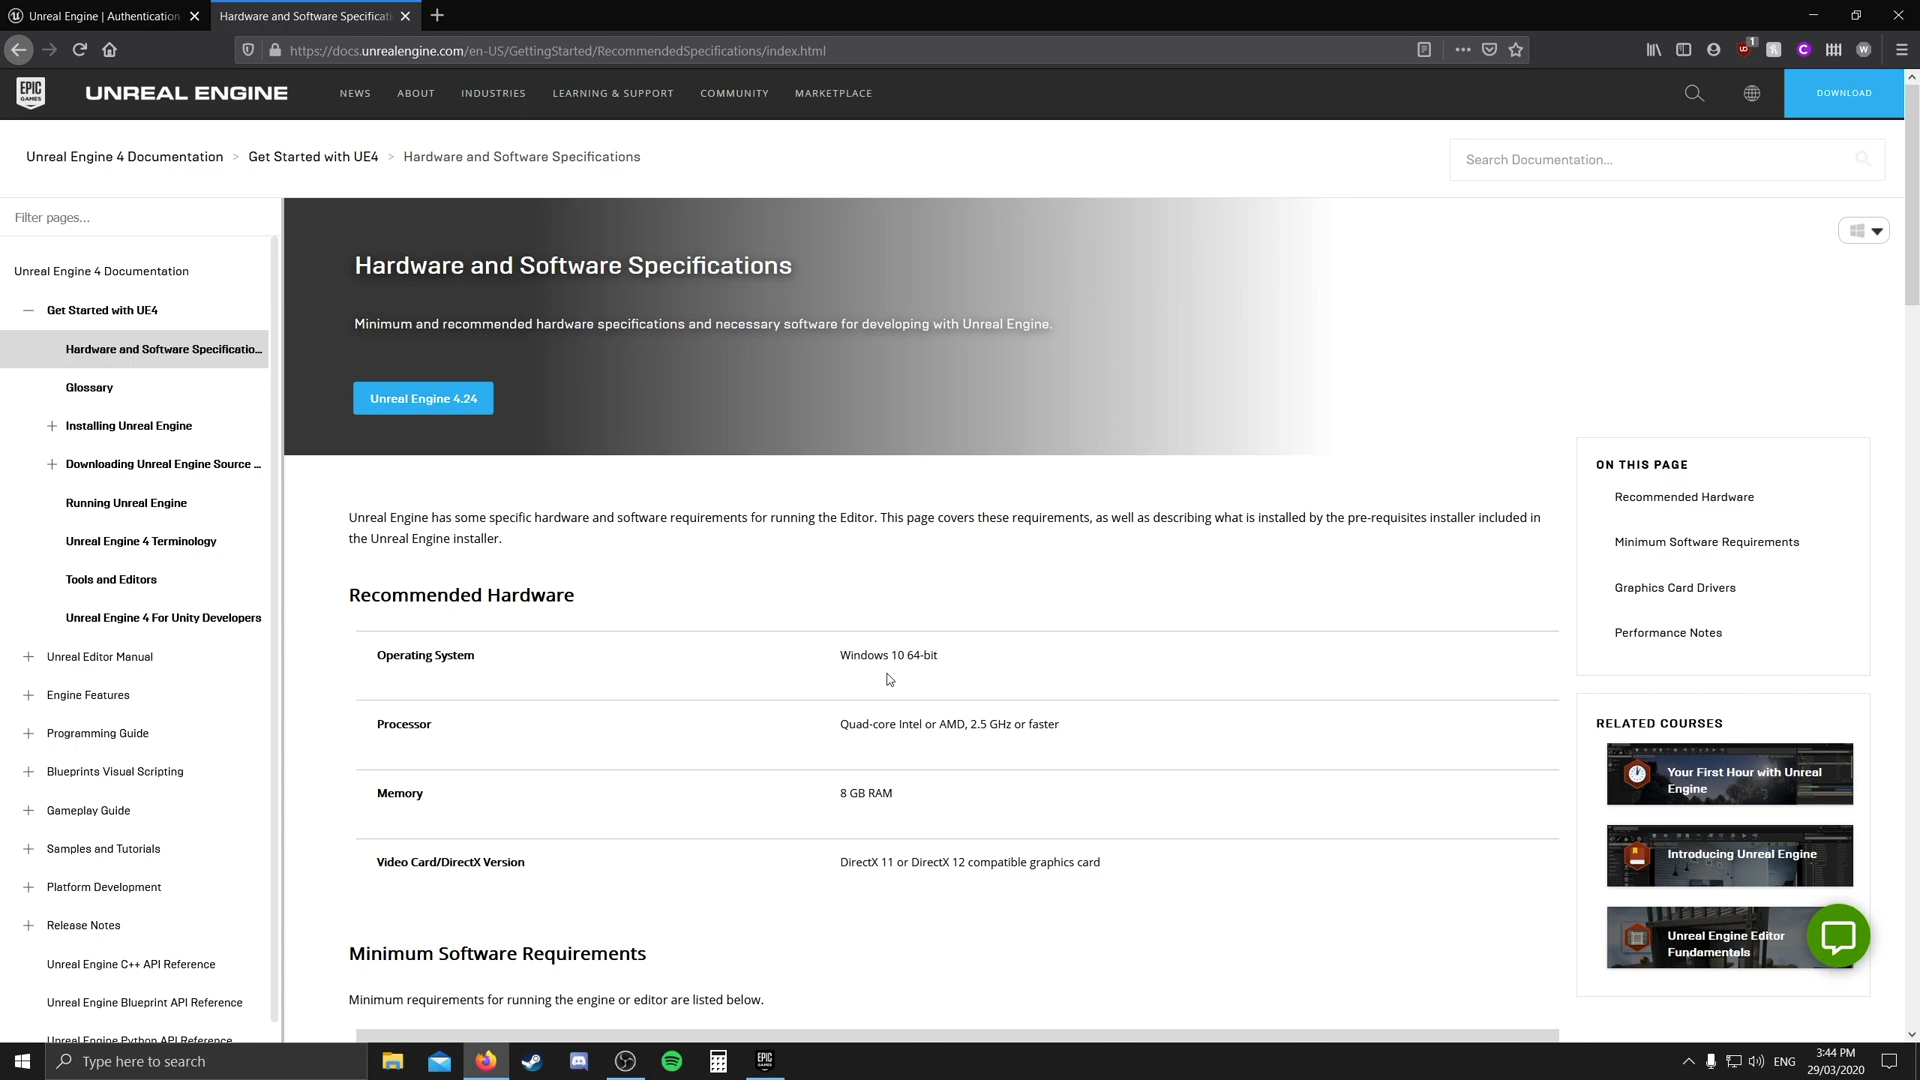 Unreal Engine | Authentication
Hardware and Software Specificati
https://docs.unrealengine.com/en-US/GettingStarted/RecommendedSpecifications/index.html
1
EPIC
GAMES
UNREAL ENGINE
NEWS
ABOUT
INDUSTRIES
LEARNING & SUPPORT
COMMUNITY
MARKETPLACE
DOWNLOAD
Unreal Engine 4 Documentation > Get Started with UE4 > Hardware and Software Specifications
Search Documentation...
Filter pages...
Unreal Engine 4 Documentation
Get Started with UE4
Hardware and Software Specificatio...
Glossary
Installing Unreal Engine
Downloading Unreal Engine Source ...
Running Unreal Engine
Unreal Engine 4 Terminology
Tools and Editors
Unreal Engine 4 For Unity Developers
Unreal Editor Manual
Engine Features
Programming Guide
Blueprints Visual Scripting
Gameplay Guide
Samples and Tutorials
Platform Development
Release Notes
Unreal Engine C++ API Reference
Unreal Engine Blueprint API Reference
Unreal Engine Python API Reference
Hardware and Software Specifications
Minimum and recommended hardware specifications and necessary software for developing with Unreal Engine.
Unreal Engine 4.24
Unreal Engine has some specific hardware and software requirements for running the Editor. This page covers these requirements, as well as describing what is installed by the pre-requisites installer included in
the Unreal Engine installer.
Recommended Hardware
Operating System
Windows 10 64-bit
Processor
Quad-core Intel or AMD, 2.5 GHz or faster
Memory
8 GB RAM
Video Card/DirectX Version
DirectX 11 or DirectX 12 compatible graphics card
Minimum Software Requirements
Minimum requirements for running the engine or editor are listed below.
ON THIS PAGE
Recommended Hardware
Minimum Software Requirements
Graphics Card Drivers
Performance Notes
RELATED COURSES
Your First Hour with Unreal
Engine
Introducing Unreal Engine
Unreal Engine Editor
Fundamentals
Type here to search
EPIC
GAMES
ENG
3:44 PM
29/03/2020